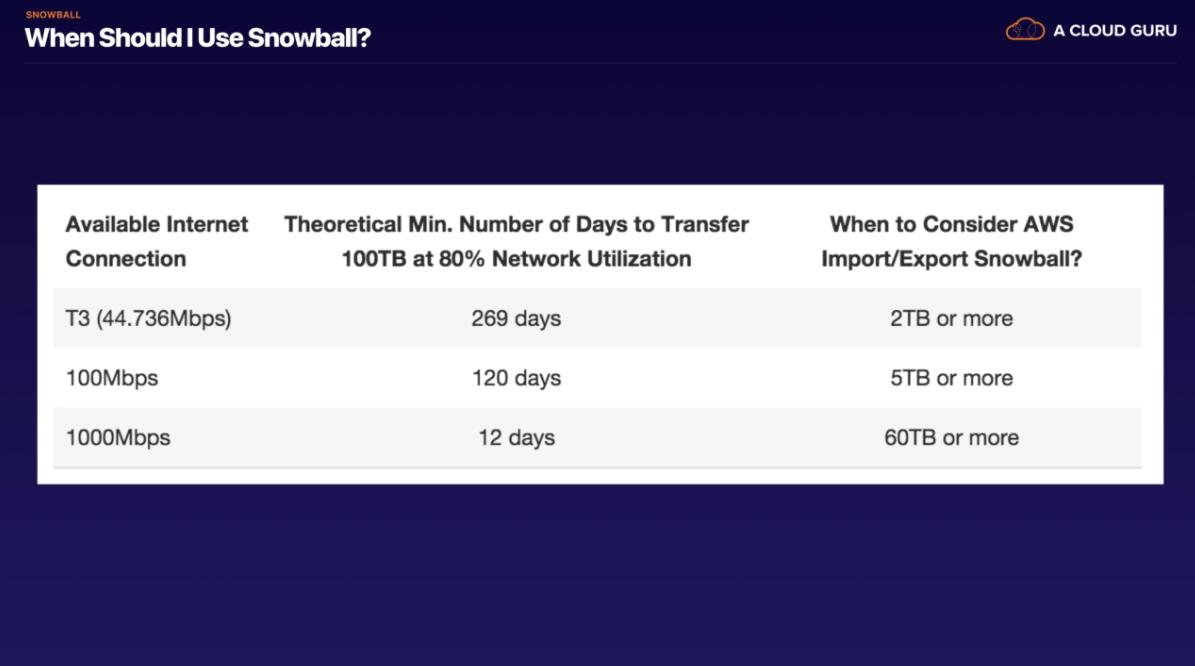 SNOWBALL
When Should I Use Snowball?
A CLOUD GURU
Available Internet Connection
Theoretical Min. Number of Days to Transfer 100TB at 80% Network Utilization
When to Consider AWS Import/Export Snowball?
T3 (44.736Mbps) 269 days 2TB or more
100Mbps 120 days 5TB or more
1000Mbps 12 days 60TB or more